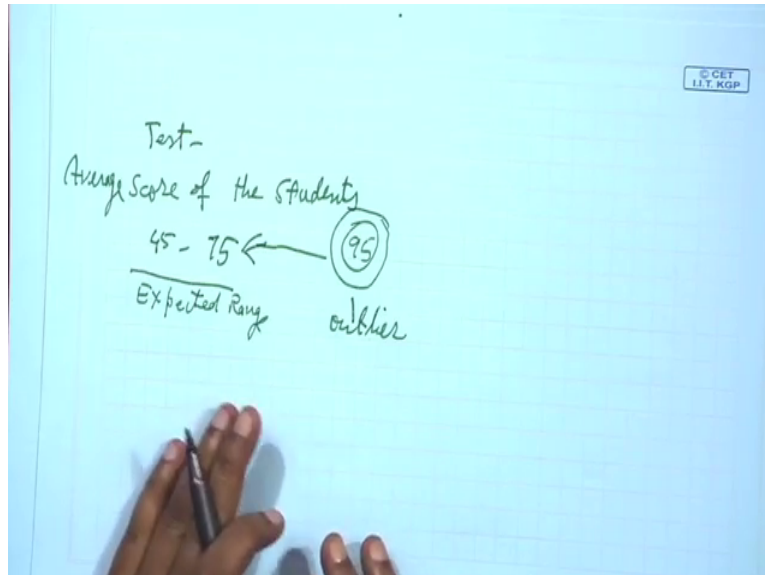 © CET
I.I.T. KGP
Test-
Average Score of the Students
45 - 75 ← 95
Expected Range
outlier